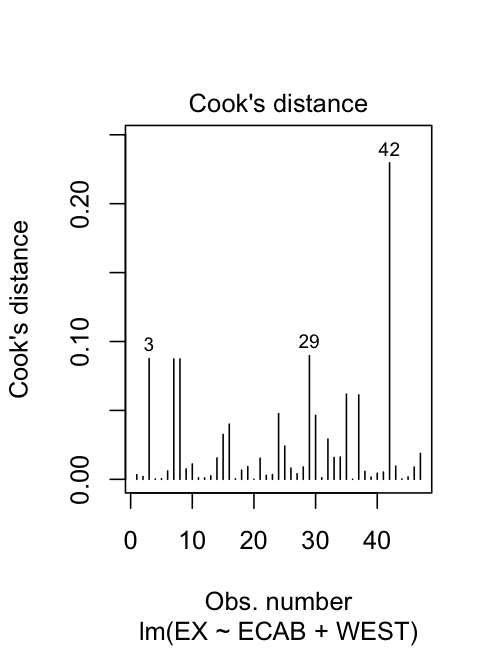 Cook's distance
Cook's distance
0.20
0.10
0.00
42
3
29
0 10 20 30 40
Obs. number
lm(EX ~ ECAB + WEST)